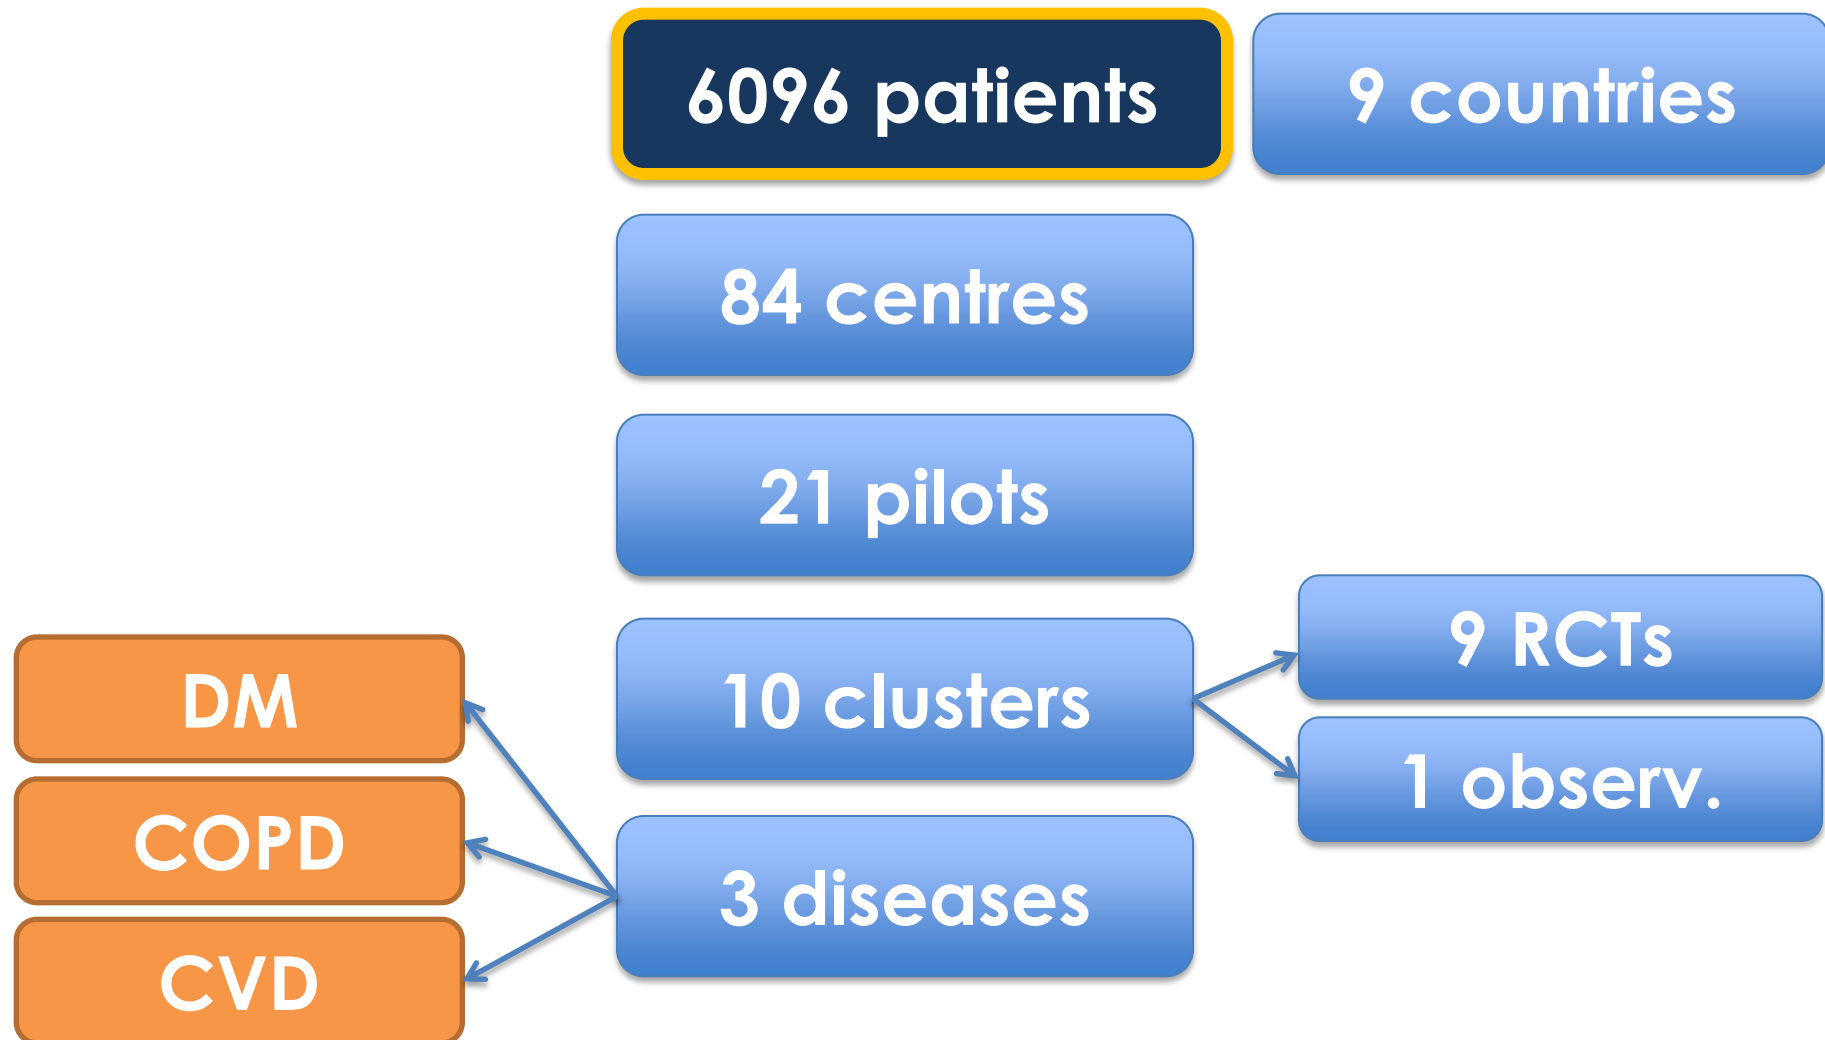 6096 patients
9 countries
84 centres
21 pilots
10 clusters
9 RCTs
1 observ.
3 diseases
DM
COPD
CVD